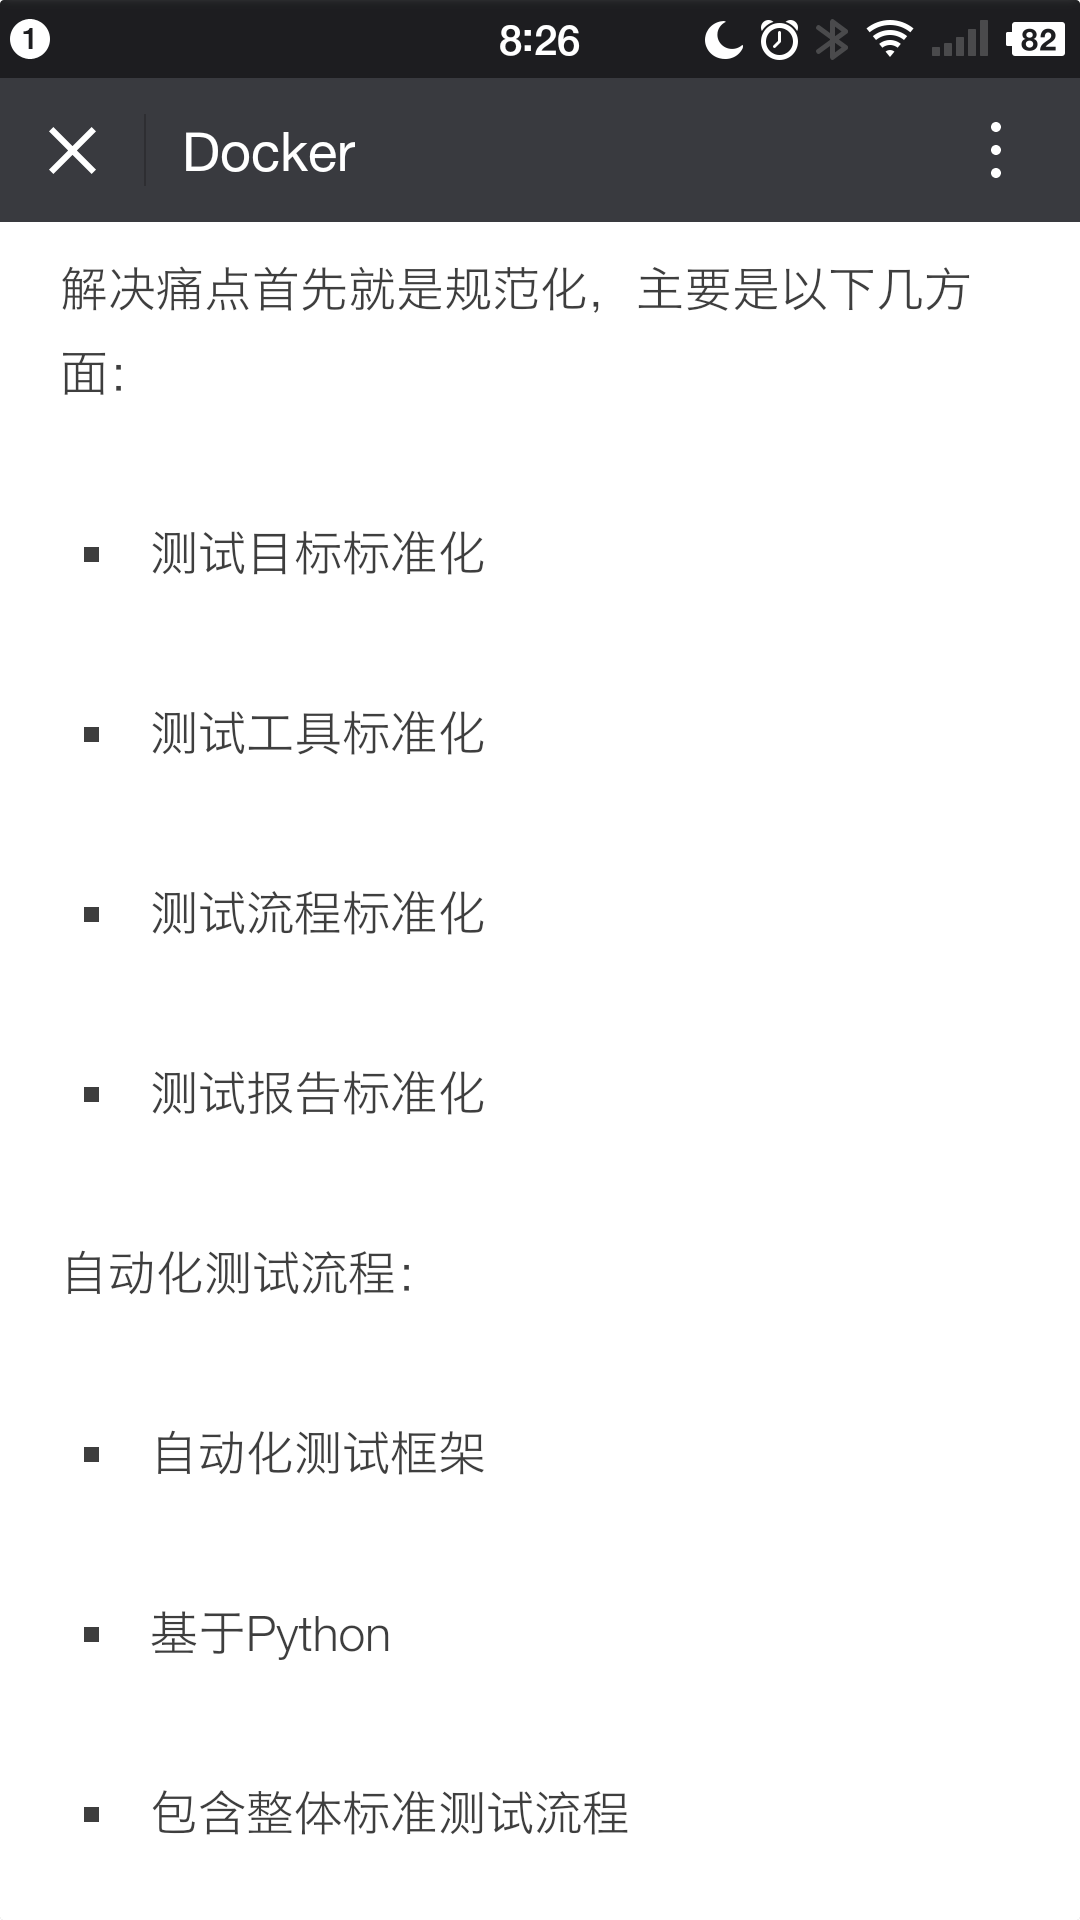 1
8:26
82
Docker
解决痛点首先就是规范化，主要是以下几方
面：
▪ 测试目标标准化
▪ 测试工具标准化
▪ 测试流程标准化
▪ 测试报告标准化
自动化测试流程：
▪ 自动化测试框架
▪ 基于Python
▪ 包含整体标准测试流程